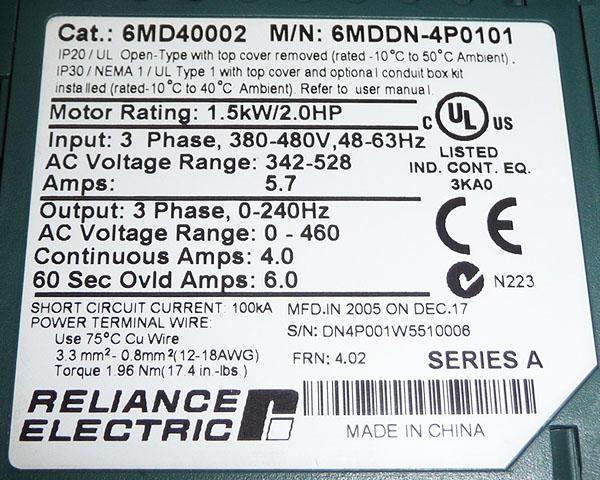 Cat.: 6MD40002 M/N: 6MDDN-4P0101
IP20 / UL Open-Type with top cover removed (rated -10°C to 50°C Ambient).
IP30 / NEMA 1 / UL Type 1 with top cover and optional conduit box kit
installed (rated-10°C to 40°C Ambient). Refer to user manual.
Motor Rating: 1.5kW/2.0HP
Input: 3 Phase, 380-480V,48-63Hz
AC Voltage Range: 342-528
Amps: 5.7
C UL US
LISTED
IND. CONT. EQ.
3KA0
Output: 3 Phase, 0-240Hz
AC Voltage Range: 0 - 460
Continuous Amps: 4.0
60 Sec Ovld Amps: 6.0
CE
N223
SHORT CIRCUIT CURRENT: 100kA
POWER TERMINAL WIRE:
Use 75°C Cu Wire
3.3 mm²- 0.8mm²(12-18AWG)
Torque 1.96 Nm(17.4 in.-lbs.)
MFD.IN 2005 ON DEC.17
S/N: DN4P001W5510006
FRN: 4.02 SERIES A
RELIANCE
ELECTRIC
MADE IN CHINA